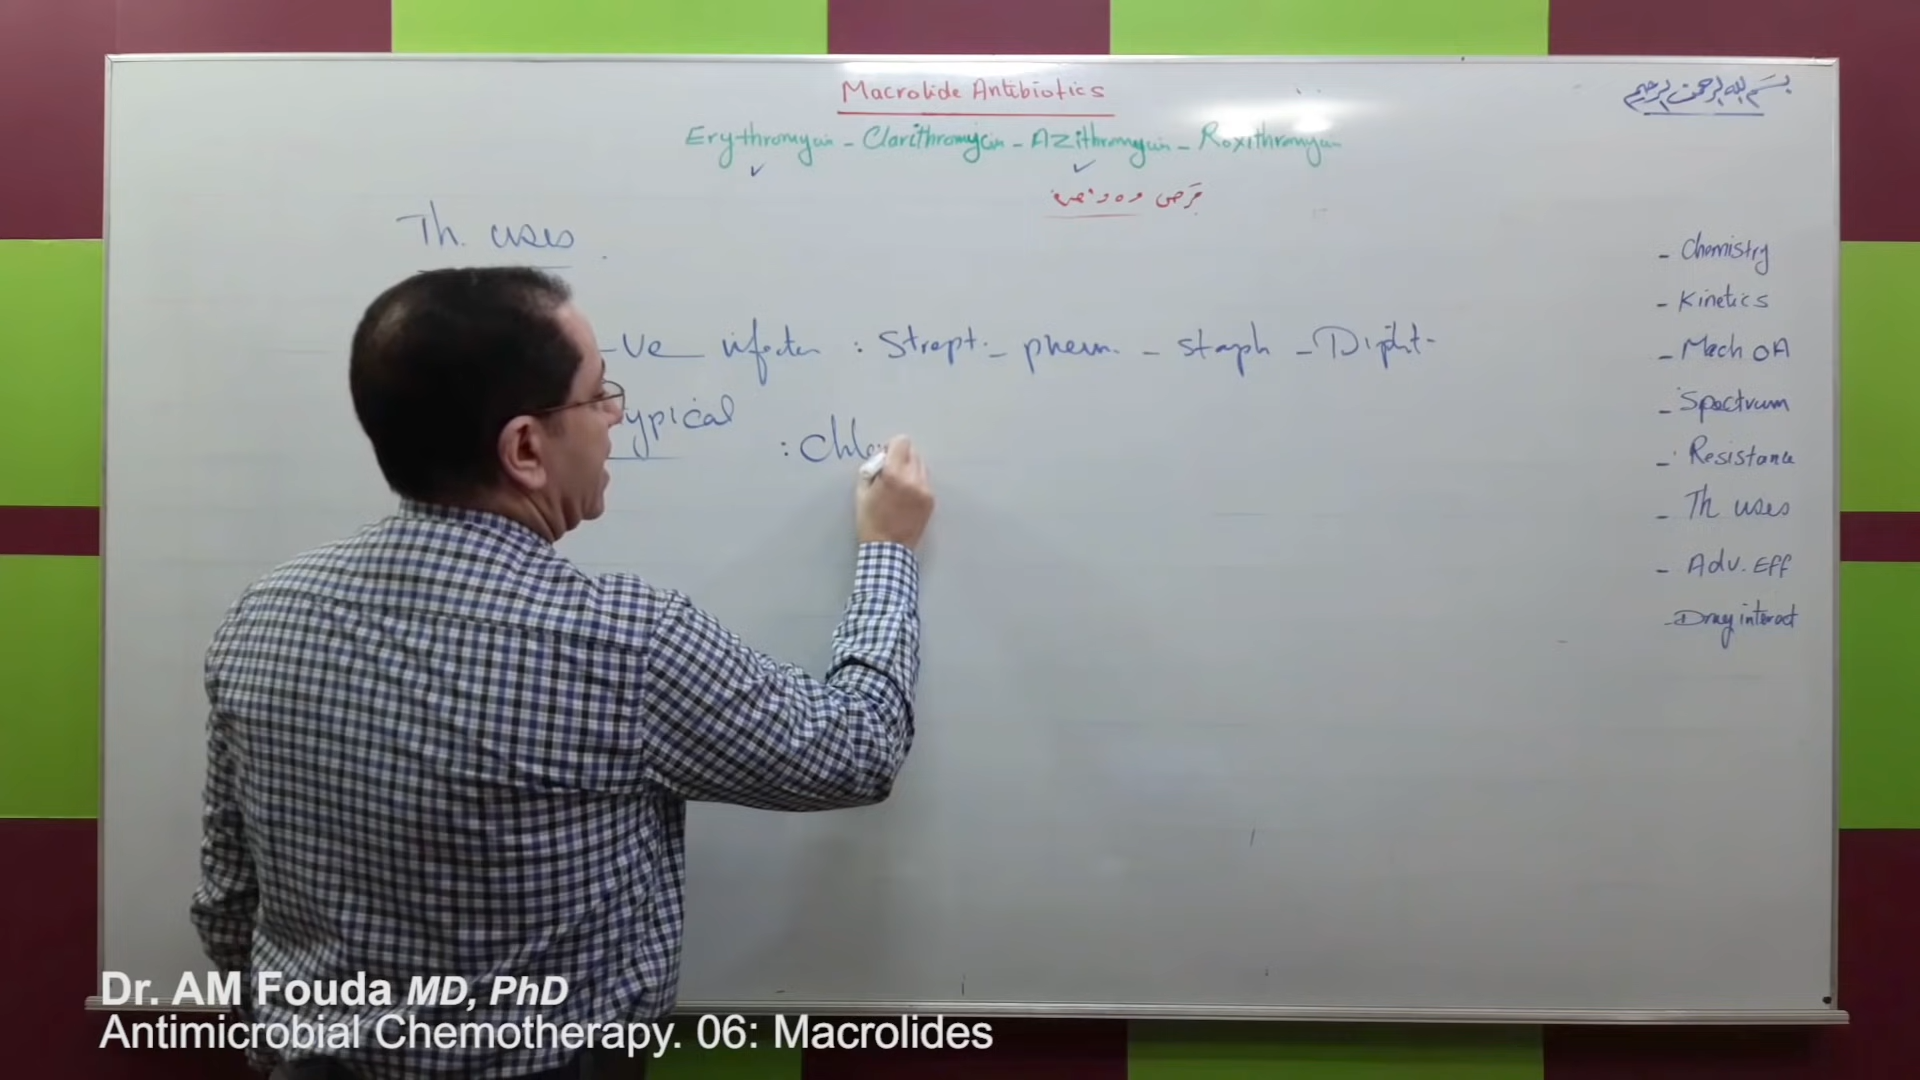 Macrolide Antibiotics
بسم الله الرحمن الرحيم
Erythromycin - Clarithromycin - Azithromycin - Roxithromycin
قرص
Th. uses
-ve infection : Strept. - pneum. - staph - Dipht-
ypical : Chla
- Chemistry
- Kinetics
- Mech OA
- Spectrum
- Resistance
- Th uses
- Adv. Eff
- Drug interact
Dr. AM Fouda MD, PhD
Antimicrobial Chemotherapy. 06: Macrolides